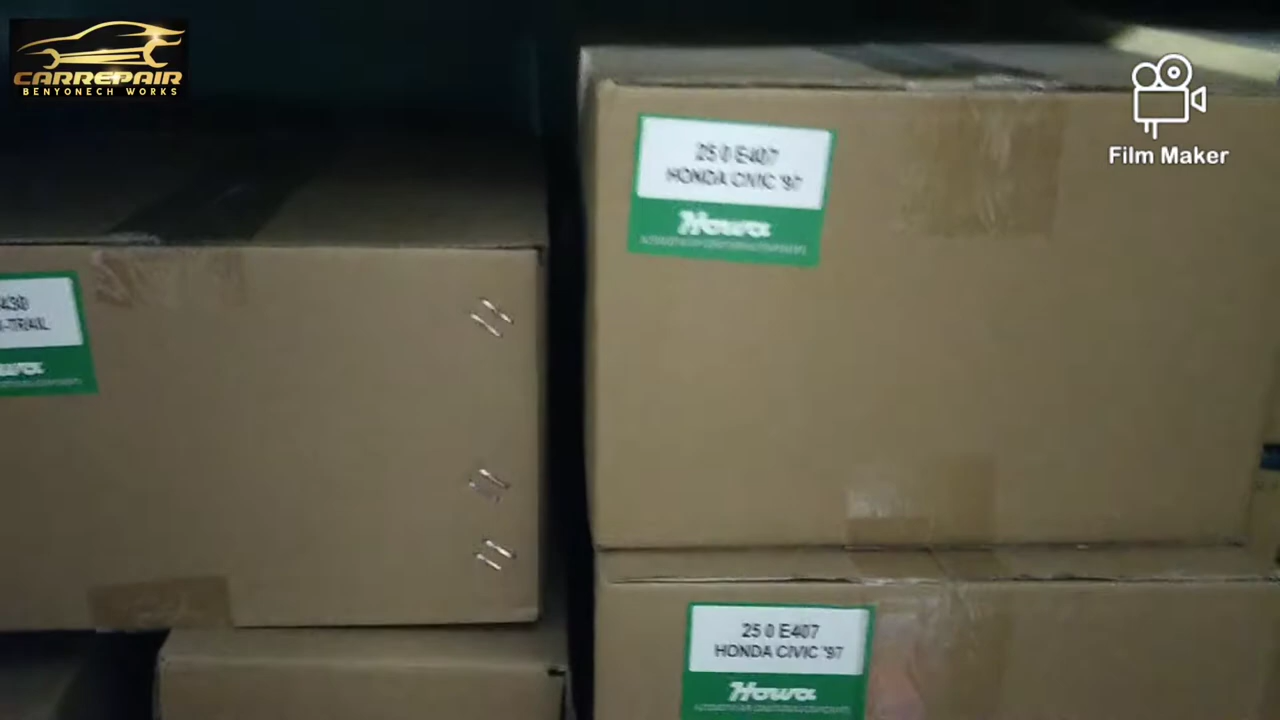 CARREPAIR
BENYONECH WORKS
Film Maker
25 0 E407
HONDA CIVIC '97
Howa
430
-TRAIL
wa
25 0 E407
HONDA CIVIC '97
Howa